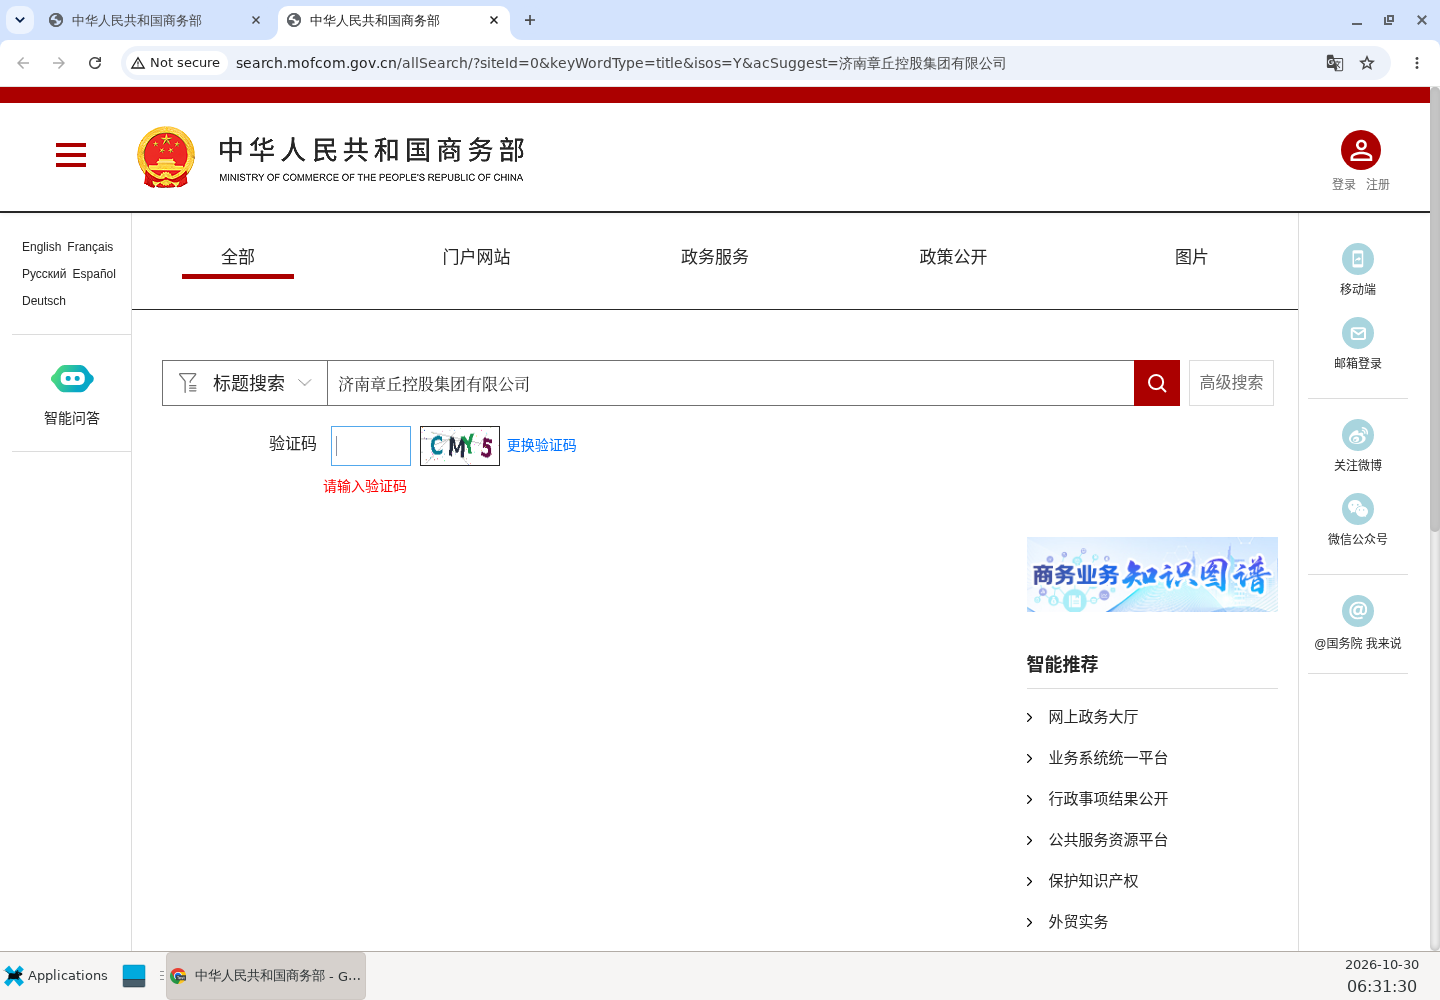 中华人民共和国商务部
中华人民共和国商务部
Not secure
search.mofcom.gov.cn/allSearch/?siteId=0&keyWordType=title&isos=Y&acSuggest=济南章丘控股集团有限公司
中华人民共和国商务部
MINISTRY OF COMMERCE OF THE PEOPLE'S REPUBLIC OF CHINA
登录 注册
English Français
Русский Español
Deutsch
智能问答
全部 门户网站 政务服务 政策公开 图片
标题搜索 济南章丘控股集团有限公司 高级搜索
验证码 CMY5 更换验证码
请输入验证码
商务业务知识图谱
智能推荐
网上政务大厅
业务系统统一平台
行政事项结果公开
公共服务资源平台
保护知识产权
外贸实务
移动端
邮箱登录
关注微博
微信公众号
@国务院 我来说
Applications
中华人民共和国商务部 - G...
2026-10-30
06:31:30